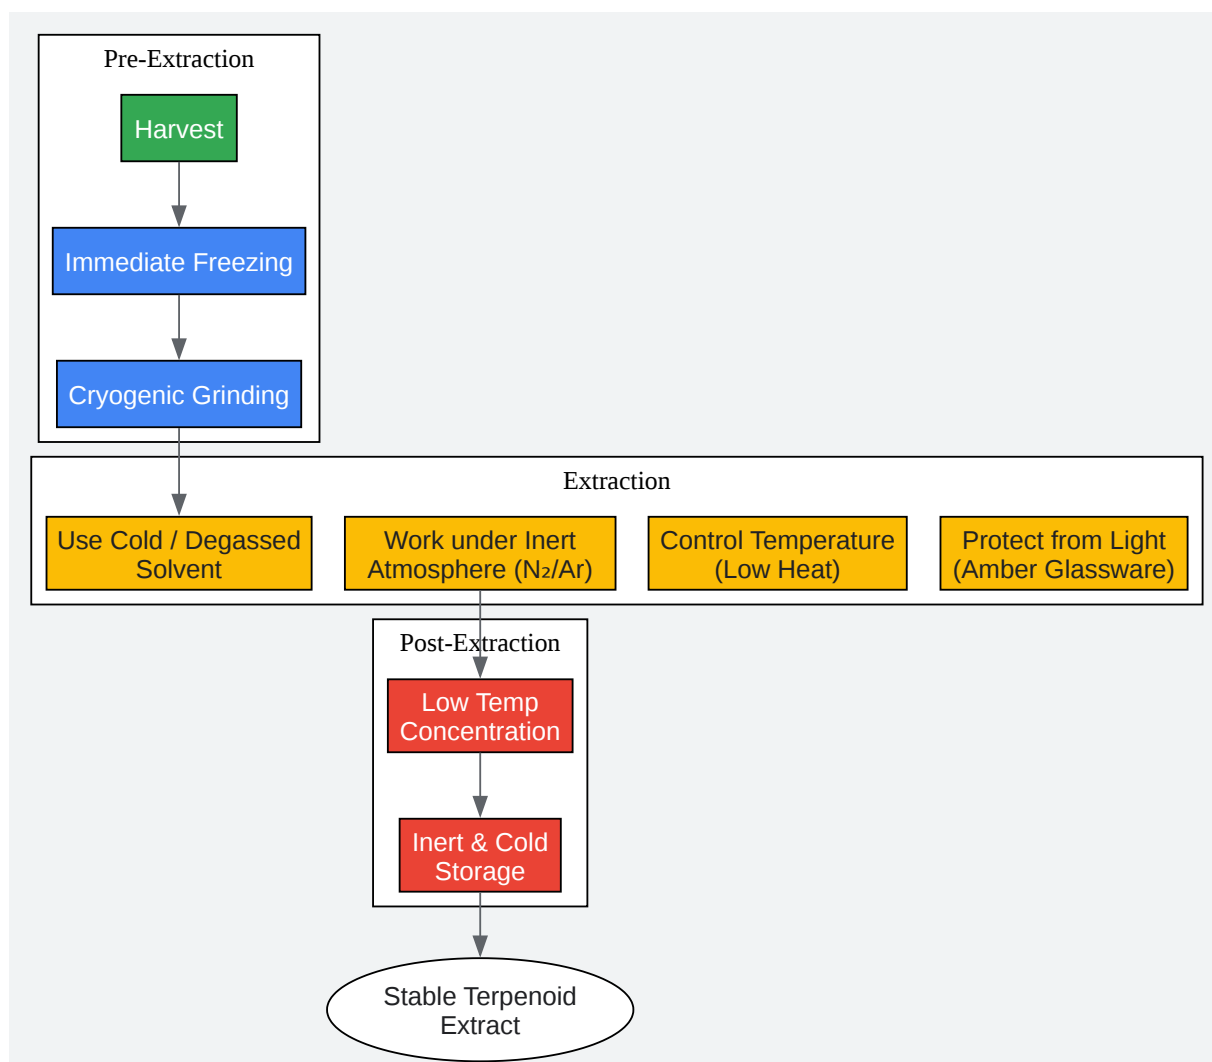 Pre-Extraction
Harvest
Immediate Freezing
Cryogenic Grinding
Extraction
Use Cold / Degassed
Solvent
Work under Inert
Atmosphere (N₂/Ar)
Control Temperature
(Low Heat)
Protect from Light
(Amber Glassware)
Post-Extraction
Low Temp
Concentration
Inert & Cold
Storage
Stable Terpenoid
Extract